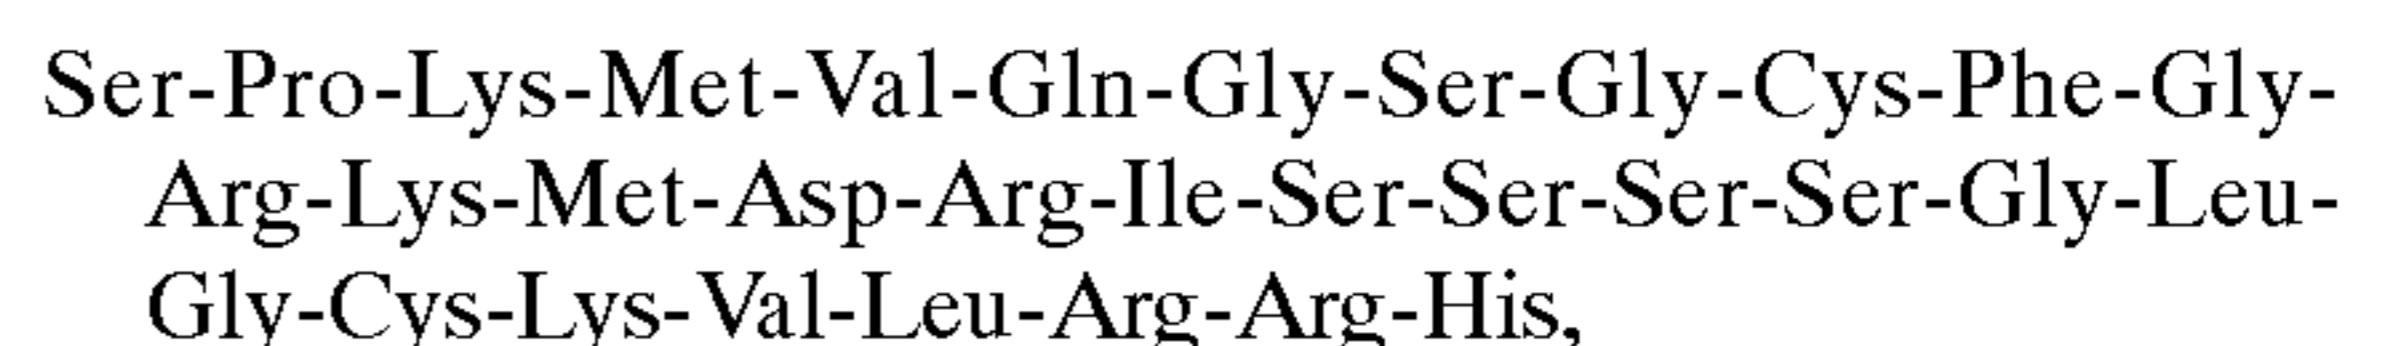 Ser-Pro-Lys-Met-Val-Gln-Gly-Ser-Gly-Cys-Phe-Gly-
Arg-Lys-Met-Asp-Arg-Ile-Ser-Ser-Ser-Ser-Gly-Leu-
Gly-Cys-Lys-Val-Leu-Arg-Arg-His,